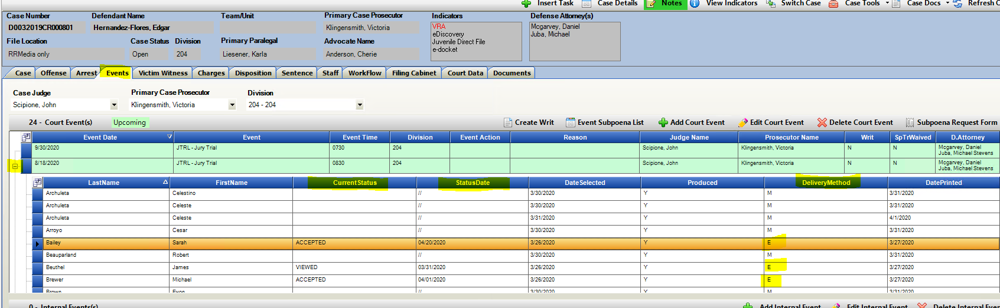 Insert Task Case Details Notes View Indicators Switch Case Case Tools Case Docs Refresh C
Case Number Defendant Name Team/Unit Primary Case Prosecutor Indicators Defense Attorney(s)
D0032019CR000801 Hernandez-Flores, Edgar Klingensmith, Victoria VRA Mcgarvey, Daniel
eDiscovery Juba, Michael
File Location Case Status Division Primary Paralegal Advocate Name Juvenile Direct File
RRMedia only Open 204 Liesener, Karla Anderson, Cherie e-docket
Case Offense Arrest Events Victim Witness Charges Disposition Sentence Staff WorkFlow Filing Cabinet Court Data Documents
Case Judge Primary Case Prosecutor Division
Scipione, John Klingensmith, Victoria 204 - 204
24 - Court Event(s) Upcoming Create Writ Event Subpoena List Add Court Event Edit Court Event Delete Court Event Subpoena Request Form
Event Date Event Event Time Division Event Action Reason Judge Name Prosecutor Name Writ SpTrWaived D.Attorney
9/30/2020 JTRL - Jury Trial 0730 204 Scipione, John Klingensmith, Victoria N N Mcgarvey, Daniel
Juba, Michael Stevens
8/18/2020 JTRL - Jury Trial 0830 204 Scipione, John Klingensmith, Victoria N N Mcgarvey, Daniel
Juba, Michael Stevens
LastName FirstName CurrentStatus StatusDate DateSelected Produced DeliveryMethod DatePrinted
Archuleta Celestino // 3/30/2020 Y M 3/31/2020
Archuleta Celeste // 3/30/2020 Y M 3/31/2020
Archuleta Celeste // 3/31/2020 Y M 4/1/2020
Arroyo Cesar // 3/30/2020 Y M 3/31/2020
Bailey Sarah ACCEPTED 04/20/2020 3/26/2020 Y E 3/27/2020
Beauparland Robert // 3/30/2020 Y M 3/31/2020
Beuthel James VIEWED 03/31/2020 3/26/2020 Y E 3/27/2020
Brewer Michael ACCEPTED 04/01/2020 3/26/2020 Y E 3/27/2020
Brown // 3/30/2020 Y M 3/31/2020
0 - Internal Events(s) Add Internal Event Edit Internal Event Delete Internal Even